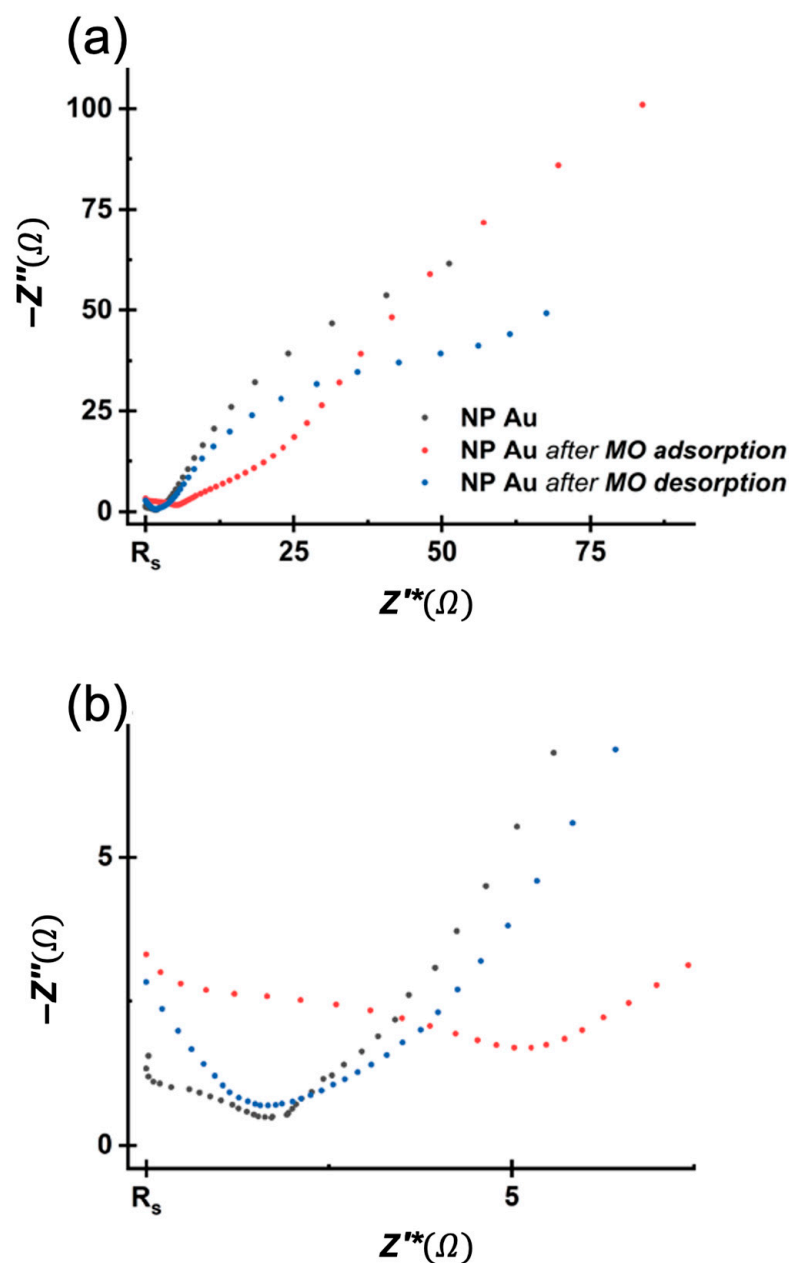 (a)
100
75
50
25
0
−Z"(Ω)
NP Au
NP Au after MO adsorption
NP Au after MO desorption
Rs 25 50 75
Z'*(Ω)
(b)
5
0
−Z"(Ω)
Rs 5
Z'*(Ω)